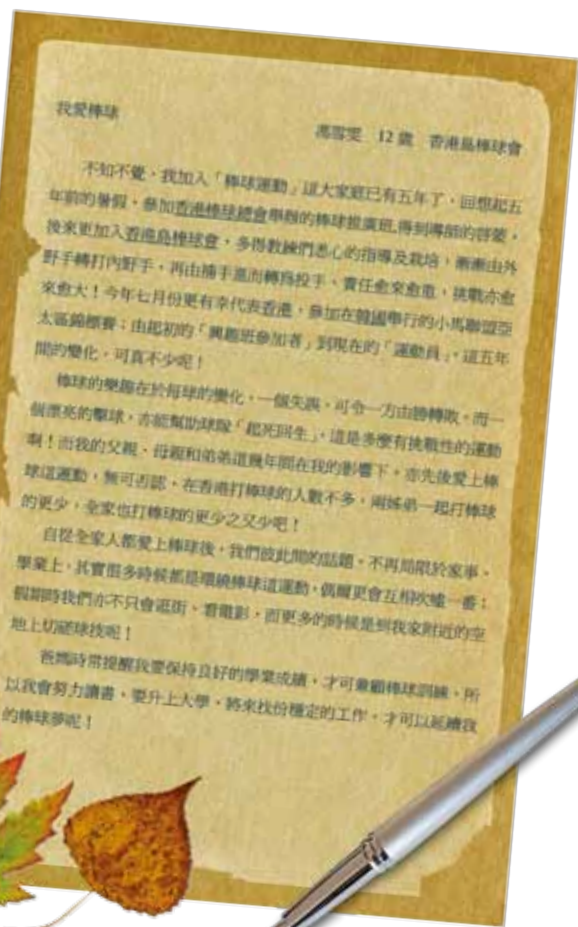 我愛棒球
馮雪雯 12 歲 香港島棒球會
不知不覺，我加入「棒球運動」這大家庭已有五年了，回想起五
年前的暑假，參加香港棒球總會舉辦的棒球推廣班,得到導師的啓蒙，
後來更加入香港島棒球會，多得教練們悉心的指導及栽培，漸漸由外
野手轉打內野手，再由捕手進而轉為投手，責任愈來愈重，挑戰亦愈
來愈大！今年七月份更有幸代表香港，參加在韓國舉行的小馬聯盟亞
太區錦標賽；由起初的「興趣班參加者」到現在的「運動員」，這五年
間的變化，可真不少呢！
棒球的樂趣在於每球的變化，一個失誤，可令一方由勝轉敗，而一
個漂亮的擊球，亦能幫助球隊「起死回生」，這是多麼有挑戰性的運動
啊！而我的父親、母親和弟弟這幾年間在我的影響下，亦先後愛上棒
球這運動，無可否認，在香港打棒球的人數不多，兩姊弟一起打棒球
的更少，全家也打棒球的更少之又少吧！
自從全家人都愛上棒球後，我們彼此間的話題，不再局限於家事、
學業上，其實很多時候都是環繞棒球這運動，偶爾更會互相吹噓一番；
假期時我們亦不只會逛街、看電影，而更多的時候是到我家附近的空
地上切磋球技呢！
爸媽時常提醒我要保持良好的學業成績，才可兼顧棒球訓練，所
以我會努力讀書，要升上大學，將來找份穩定的工作，才可以延續我
的棒球夢呢！